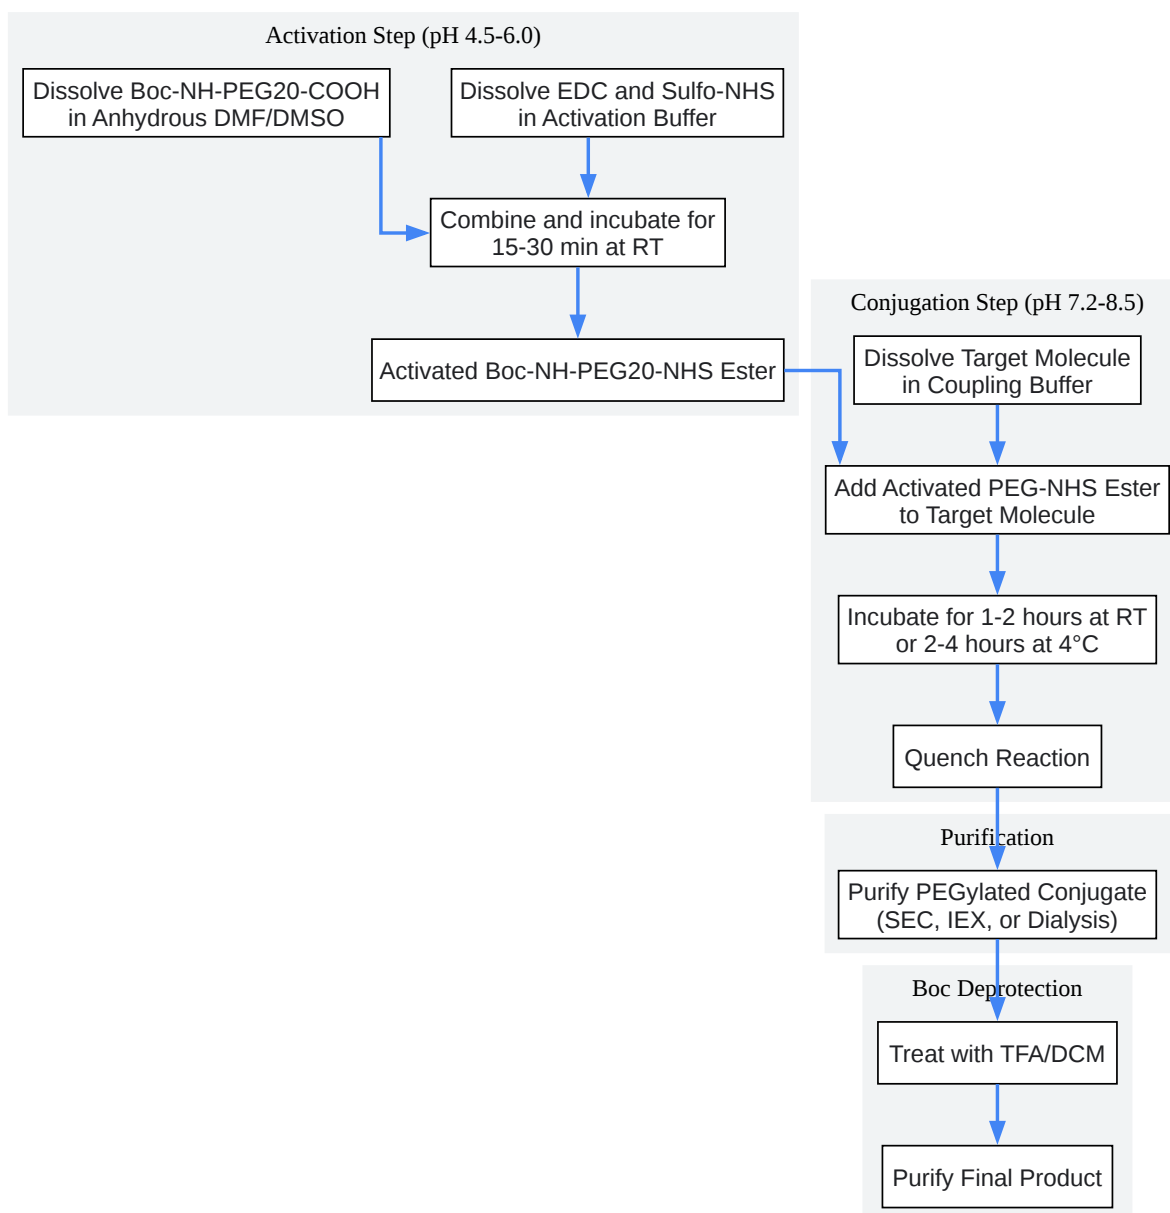 Activation Step (pH 4.5-6.0)
Dissolve Boc-NH-PEG20-COOH
in Anhydrous DMF/DMSO
Dissolve EDC and Sulfo-NHS
in Activation Buffer
Combine and incubate for
15-30 min at RT
Activated Boc-NH-PEG20-NHS Ester
Conjugation Step (pH 7.2-8.5)
Dissolve Target Molecule
in Coupling Buffer
Add Activated PEG-NHS Ester
to Target Molecule
Incubate for 1-2 hours at RT
or 2-4 hours at 4°C
Quench Reaction
Purification
Purify PEGylated Conjugate
(SEC, IEX, or Dialysis)
Boc Deprotection
Treat with TFA/DCM
Purify Final Product